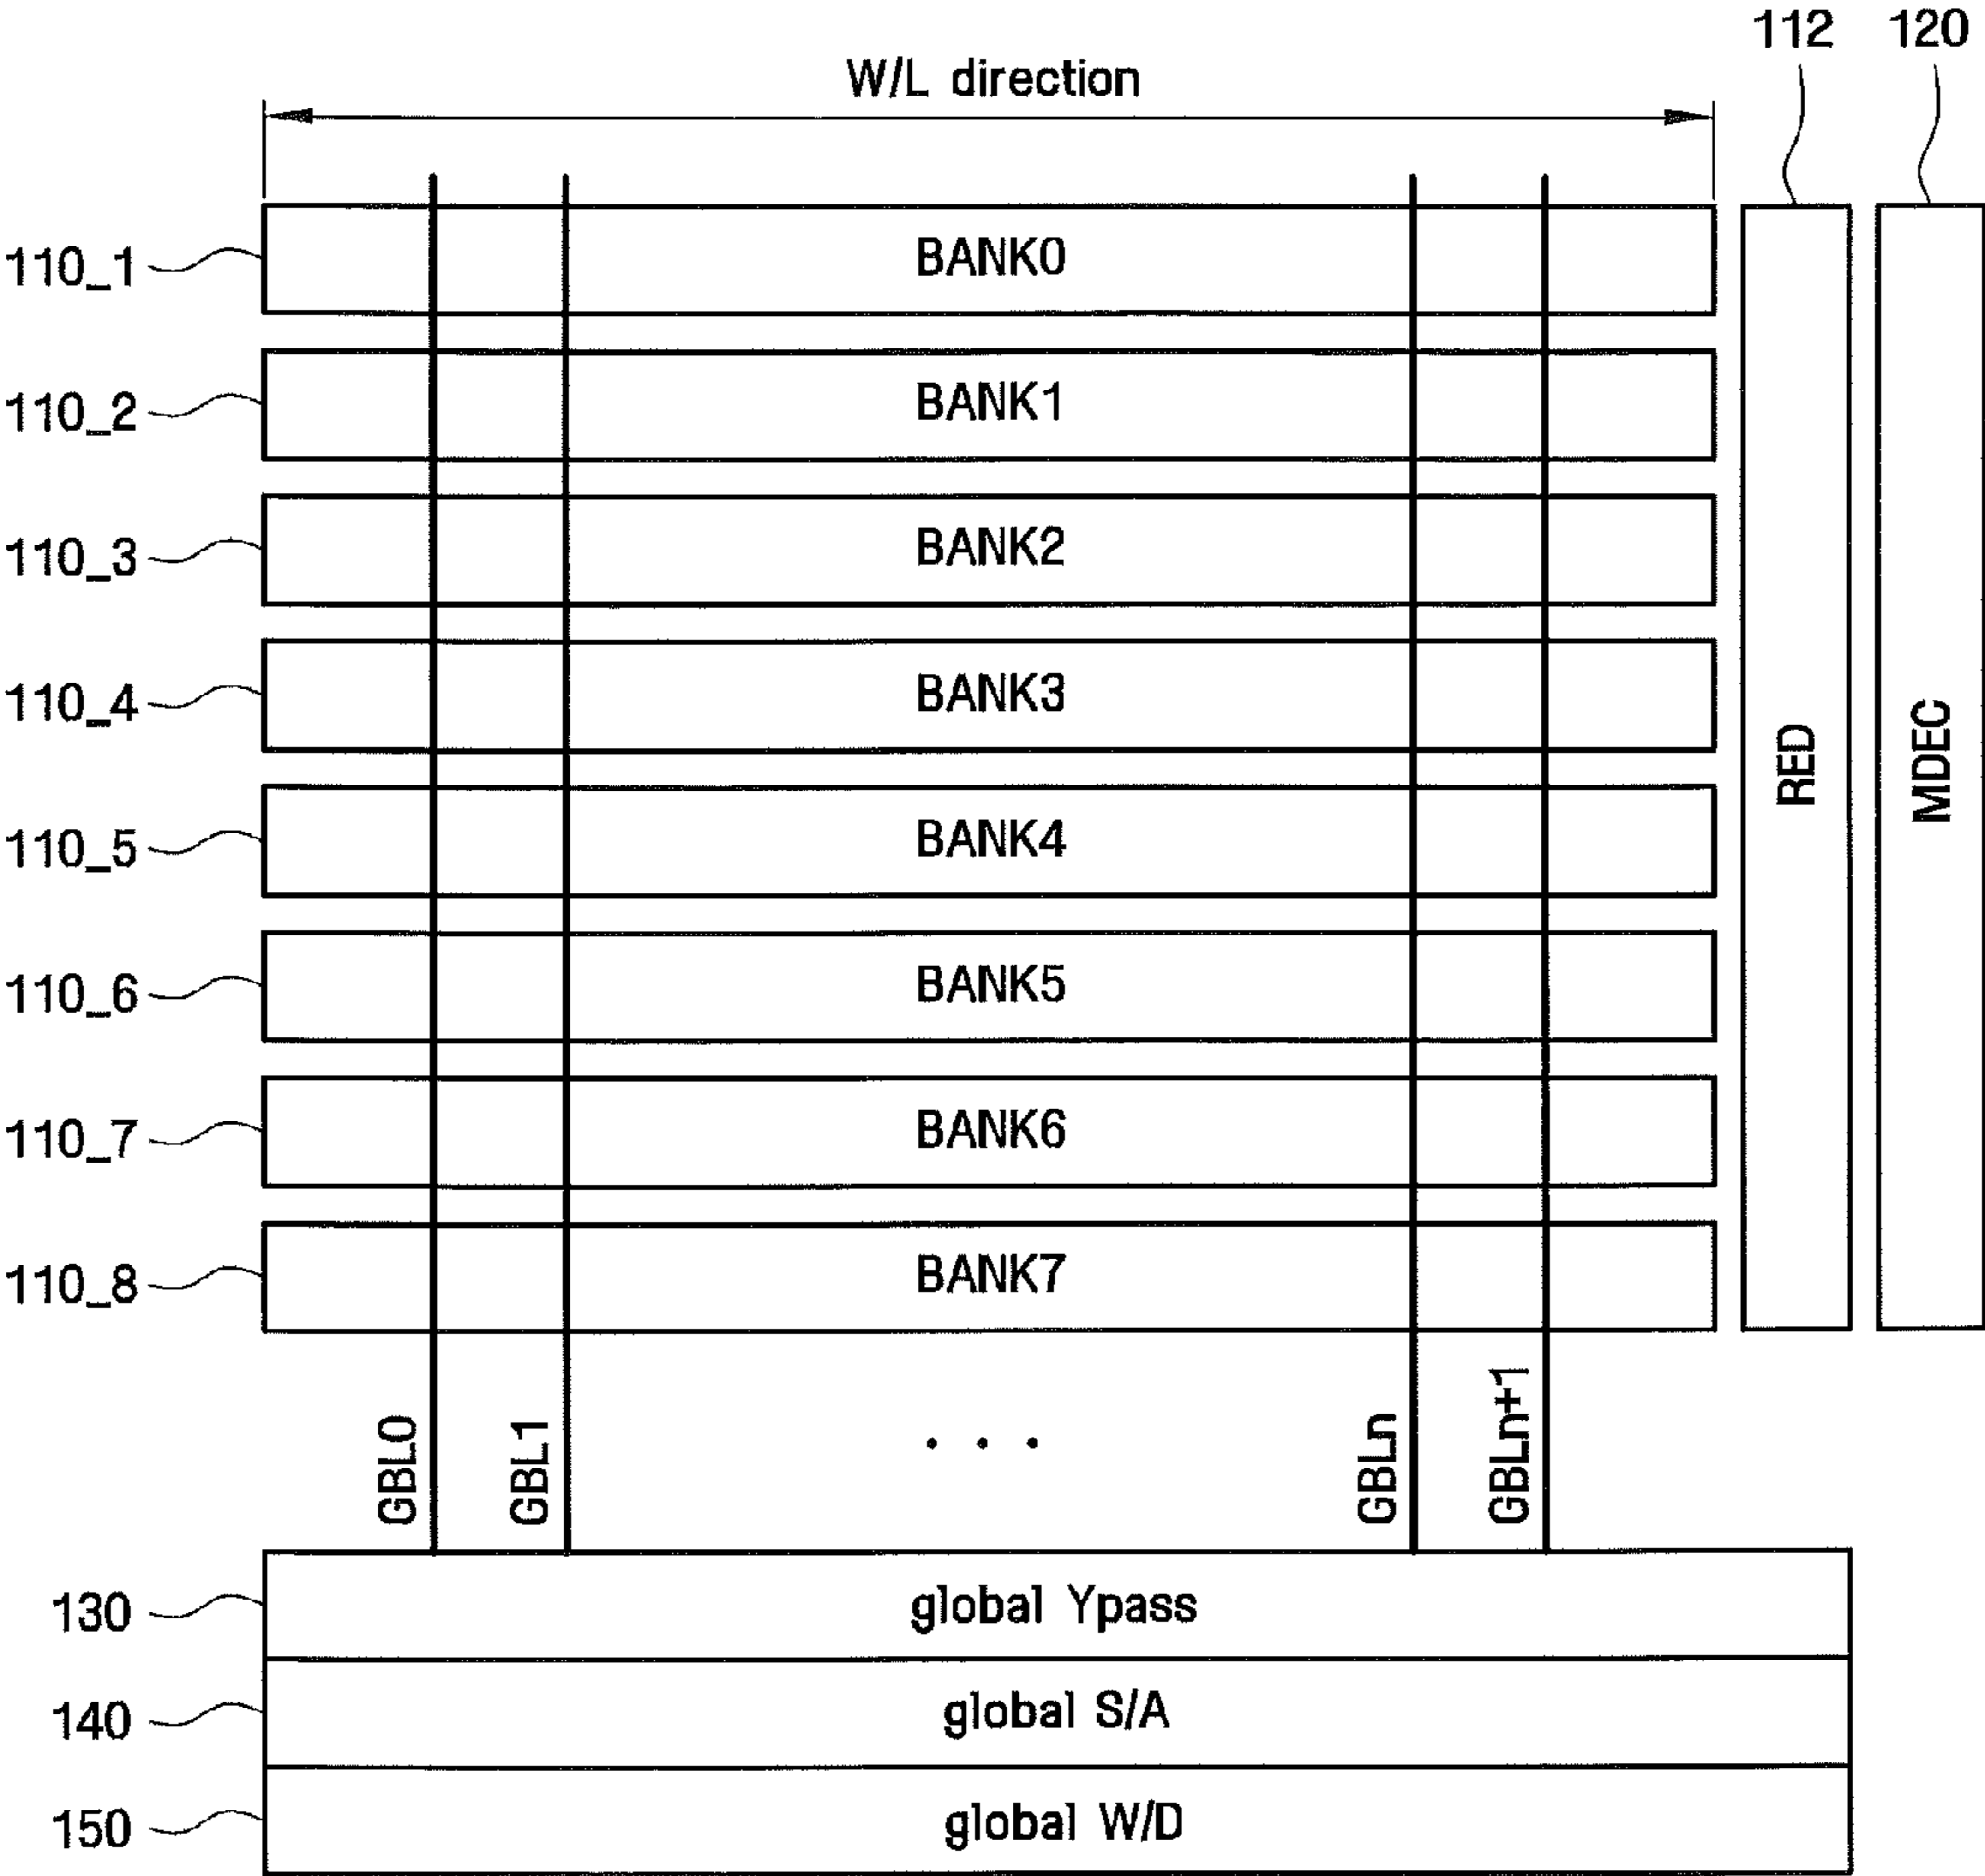 112 120
W/L direction
110_1 BANK0
110_2 BANK1
110_3 BANK2
110_4 BANK3
110_5 BANK4
110_6 BANK5
110_7 BANK6
110_8 BANK7
RED
MDEC
GBL0 GBL1 . . . GBLn GBLn+1
130 global Ypass
140 global S/A
150 global W/D